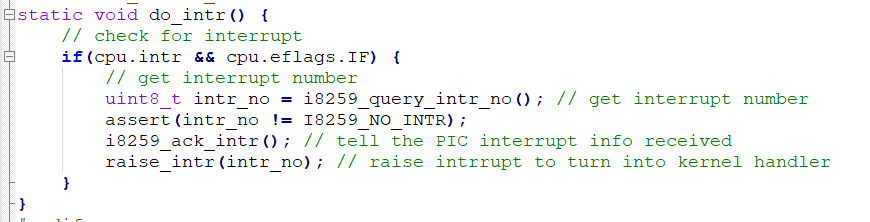 static void do_intr() {
    // check for interrupt
    if(cpu.intr && cpu.eflags.IF) {
        // get interrupt number
        uint8_t intr_no = i8259_query_intr_no(); // get interrupt number
        assert(intr_no != I8259_NO_INTR);
        i8259_ack_intr(); // tell the PIC interrupt info received
        raise_intr(intr_no); // raise intrrupt to turn into kernel handler
    }
}